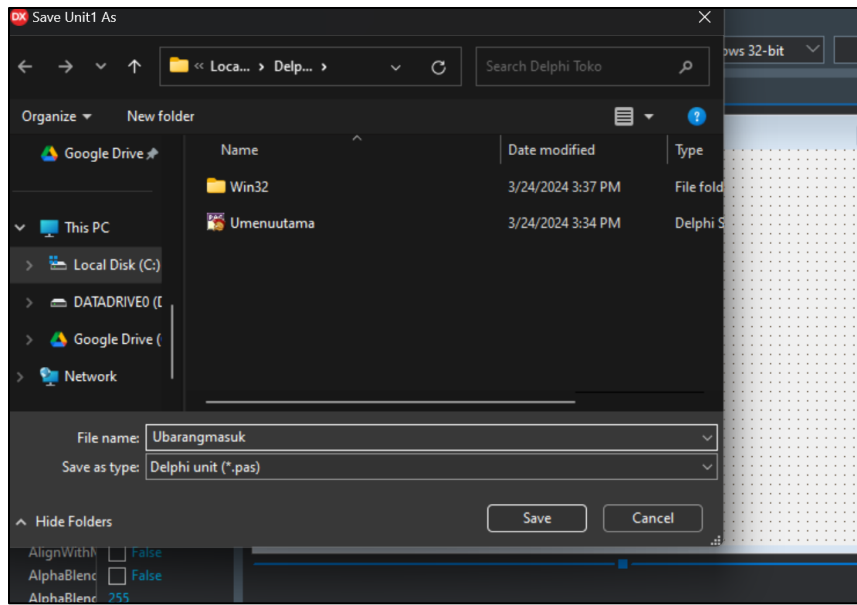 DX Save Unit1 As
ows 32-bit
« Loca... › Delp... ›
Search Delphi Toko
Organize
New folder
Google Drive
Name
Date modified
Type
Win32
3/24/2024 3:37 PM
File fold
This PC
Umenuutama
3/24/2024 3:34 PM
Delphi S
Local Disk (C:)
DATADRIVE0 (D
Google Drive (
Network
File name:
Ubarangmasuk
Save as type:
Delphi unit (*.pas)
Hide Folders
Save
Cancel
AlignWithM
False
AlphaBlend
False
AlphaBlend
255